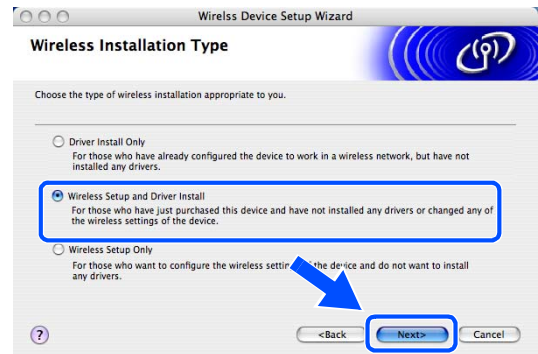 Wirelss Device Setup Wizard
Wireless Installation Type
Choose the type of wireless installation appropriate to you.
Driver Install Only
For those who have already configured the device to work in a wireless network, but have not
installed any drivers.
Wireless Setup and Driver Install
For those who have just purchased this device and have not installed any drivers or changed any of
the wireless settings of the device.
Wireless Setup Only
For those who want to configure the wireless the device and do not want to install
any drivers.
?
<Back
Next>
Cancel